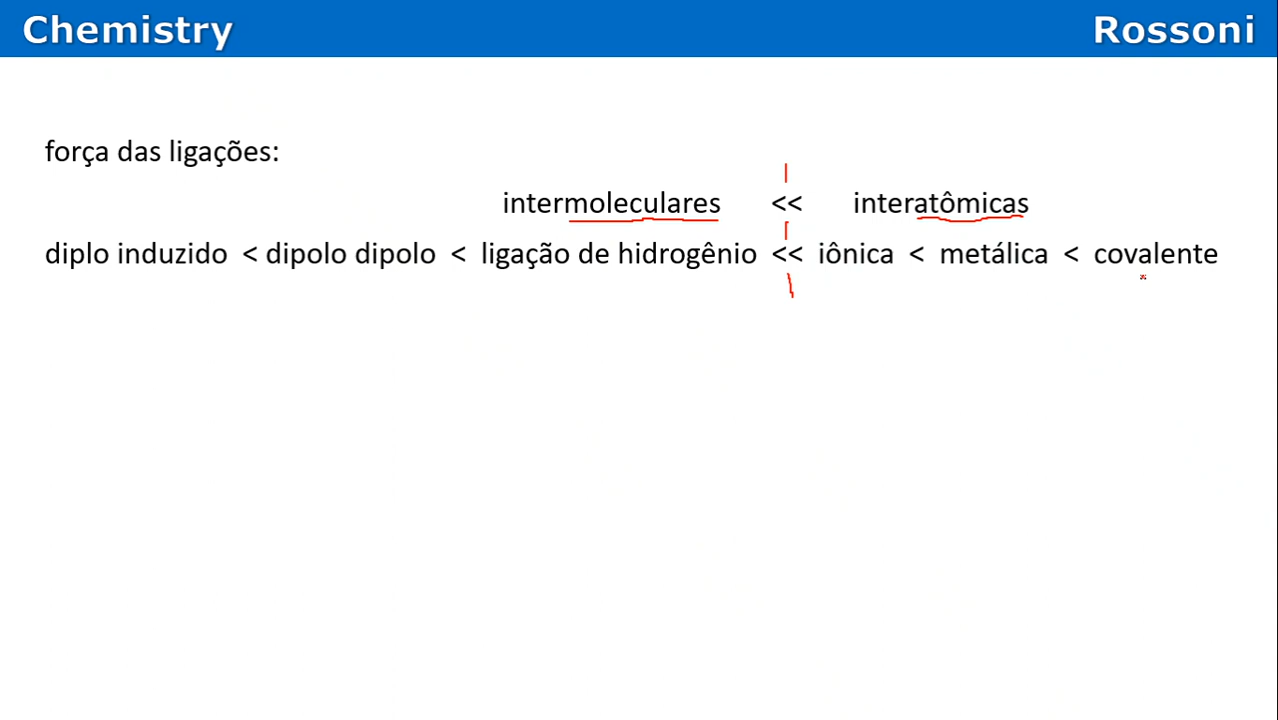 Chemistry Rossoni
força das ligações:
intermoleculares << interatômicas
diplo induzido < dipolo dipolo < ligação de hidrogênio << iônica < metálica < covalente